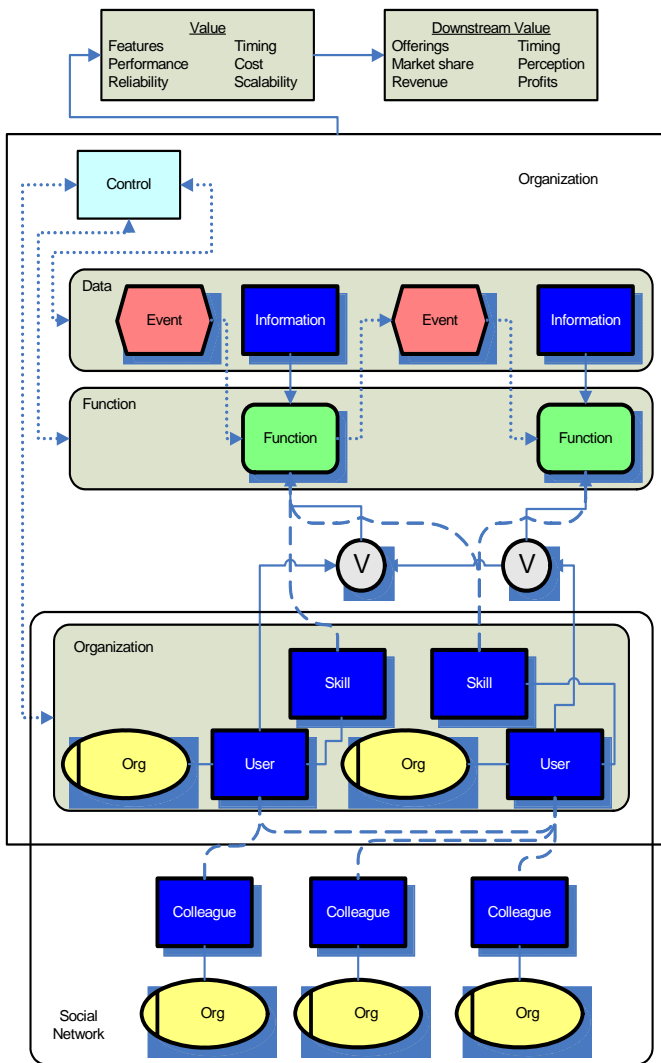 Value
Features Timing
Performance Cost
Reliability Scalability
Downstream Value
Offerings Timing
Market share Perception
Revenue Profits
Control
Organization
Data
Event
Information
Event
Information
Function
Function
Function
V
V
Organization
Skill
Skill
Org
User
Org
User
Colleague
Colleague
Colleague
Org
Org
Org
Social
Network